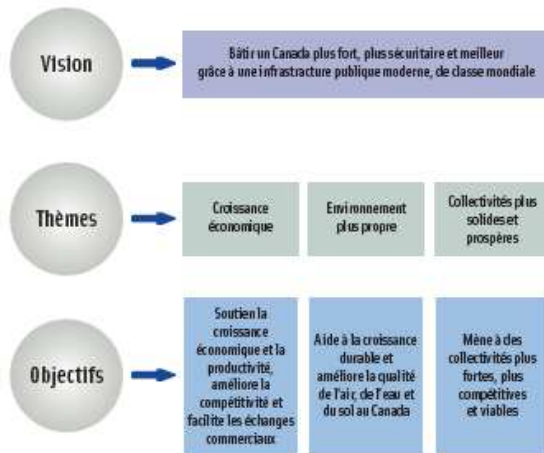 Vision
Bâtir un Canada plus fort, plus sécuritaire et meilleur
grâce à une infrastracture publique moderne, de classe mondiale
Thèmes
Croissance
économique
Environnement
plus propre
Collectivités plus
solides et
prospères
Objectifs
Soutien la
croissance
économique et la
productivité,
améliore la
compétitivité et
facilite les échanges
commerciaux
Aide à la croissance
durable et
améliore la qualité
de l'air, de l'eau et
du sol au Canada
Mène à des
collectivités plus
fortes, plus
compétitives
et viables